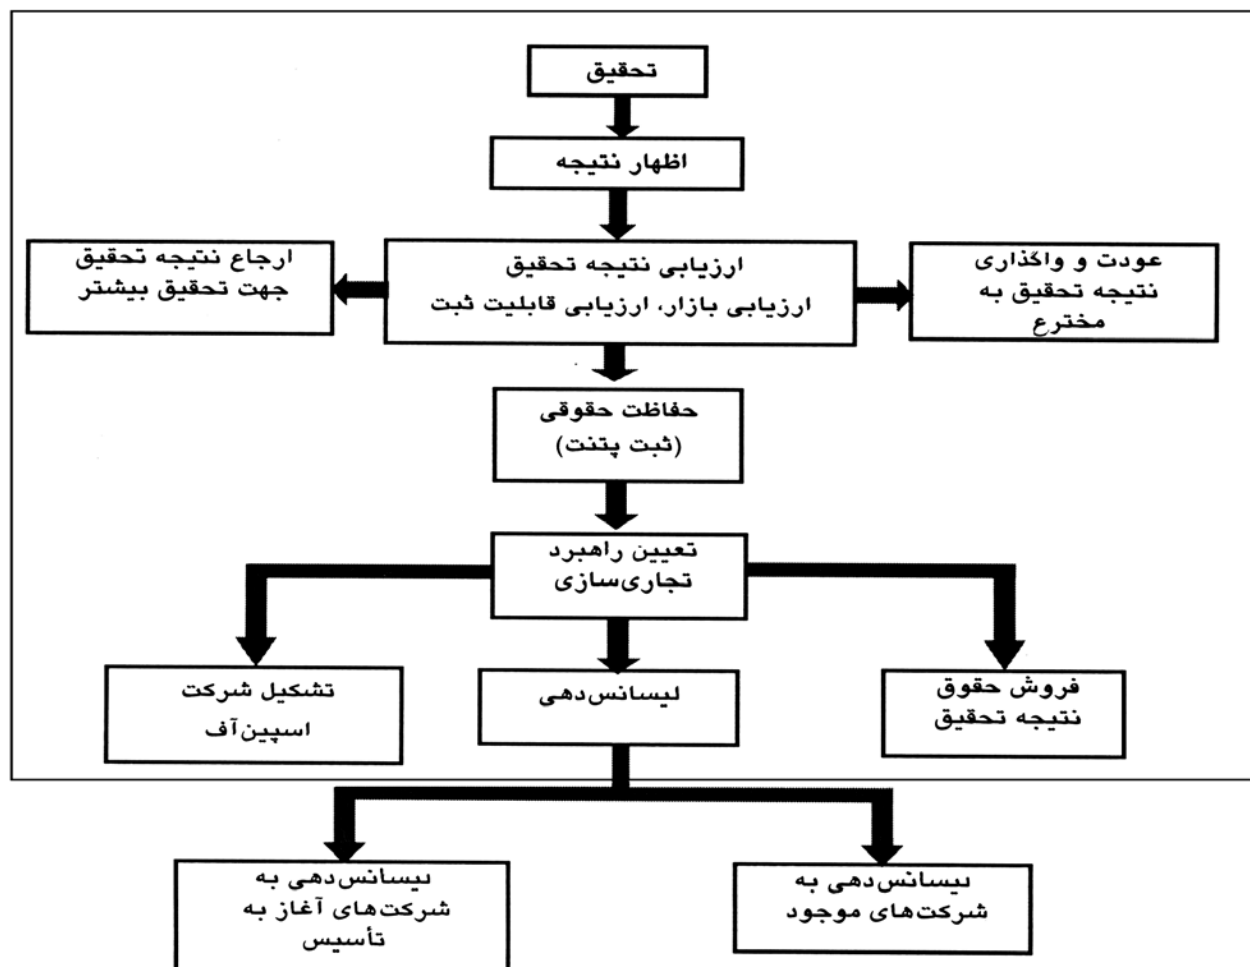 تحقیق
اظهار نتیجه
عودت و واگذاری
نتیجه تحقیق به
مخترع
ارزیابی نتیجه تحقیق
ارزیابی بازار، ارزیابی قابلیت ثبت
ارجاع نتیجه تحقیق
جهت تحقیق بیشتر
حفاظت حقوقی
(ثبت پتنت)
تعیین راهبرد
تجاری‌سازی
فروش حقوق
نتیجه تحقیق
لیسانس‌دهی
تشکیل شرکت
اسپین‌آف
لیسانس‌دهی به
شرکت‌های موجود
لیسانس‌دهی به
شرکت‌های آغاز به
تأسیس